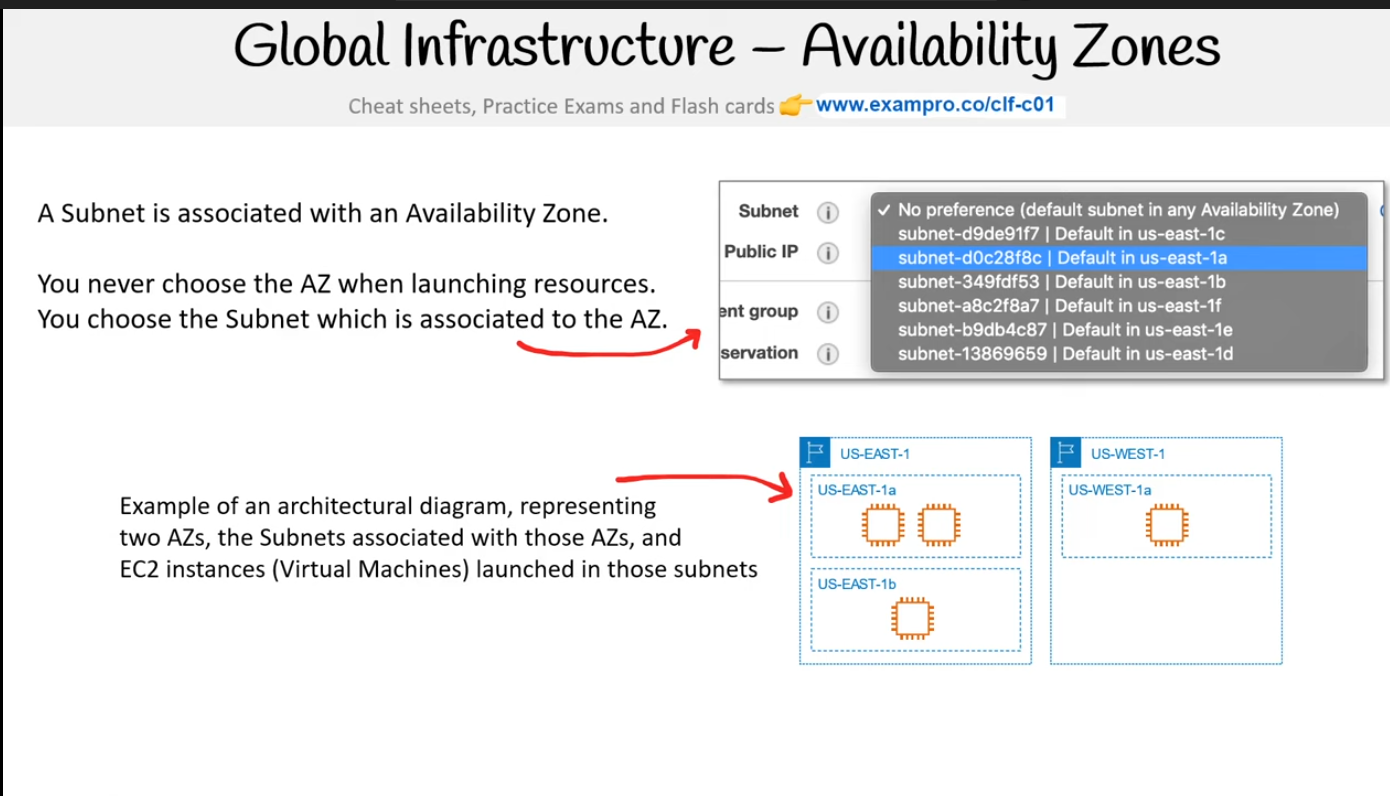 Global Infrastructure – Availability Zones
Cheat sheets, Practice Exams and Flash cards 👉 www.exampro.co/clf-c01
A Subnet is associated with an Availability Zone.
You never choose the AZ when launching resources.
You choose the Subnet which is associated to the AZ.
Subnet
Public IP
ent group
servation
✓ No preference (default subnet in any Availability Zone)
subnet-d9de91f7 | Default in us-east-1c
subnet-d0c28f8c | Default in us-east-1a
subnet-349fdf53 | Default in us-east-1b
subnet-a8c2f8a7 | Default in us-east-1f
subnet-b9db4c87 | Default in us-east-1e
subnet-13869659 | Default in us-east-1d
Example of an architectural diagram, representing
two AZs, the Subnets associated with those AZs, and
EC2 instances (Virtual Machines) launched in those subnets
US-EAST-1
US-EAST-1a
US-EAST-1b
US-WEST-1
US-WEST-1a